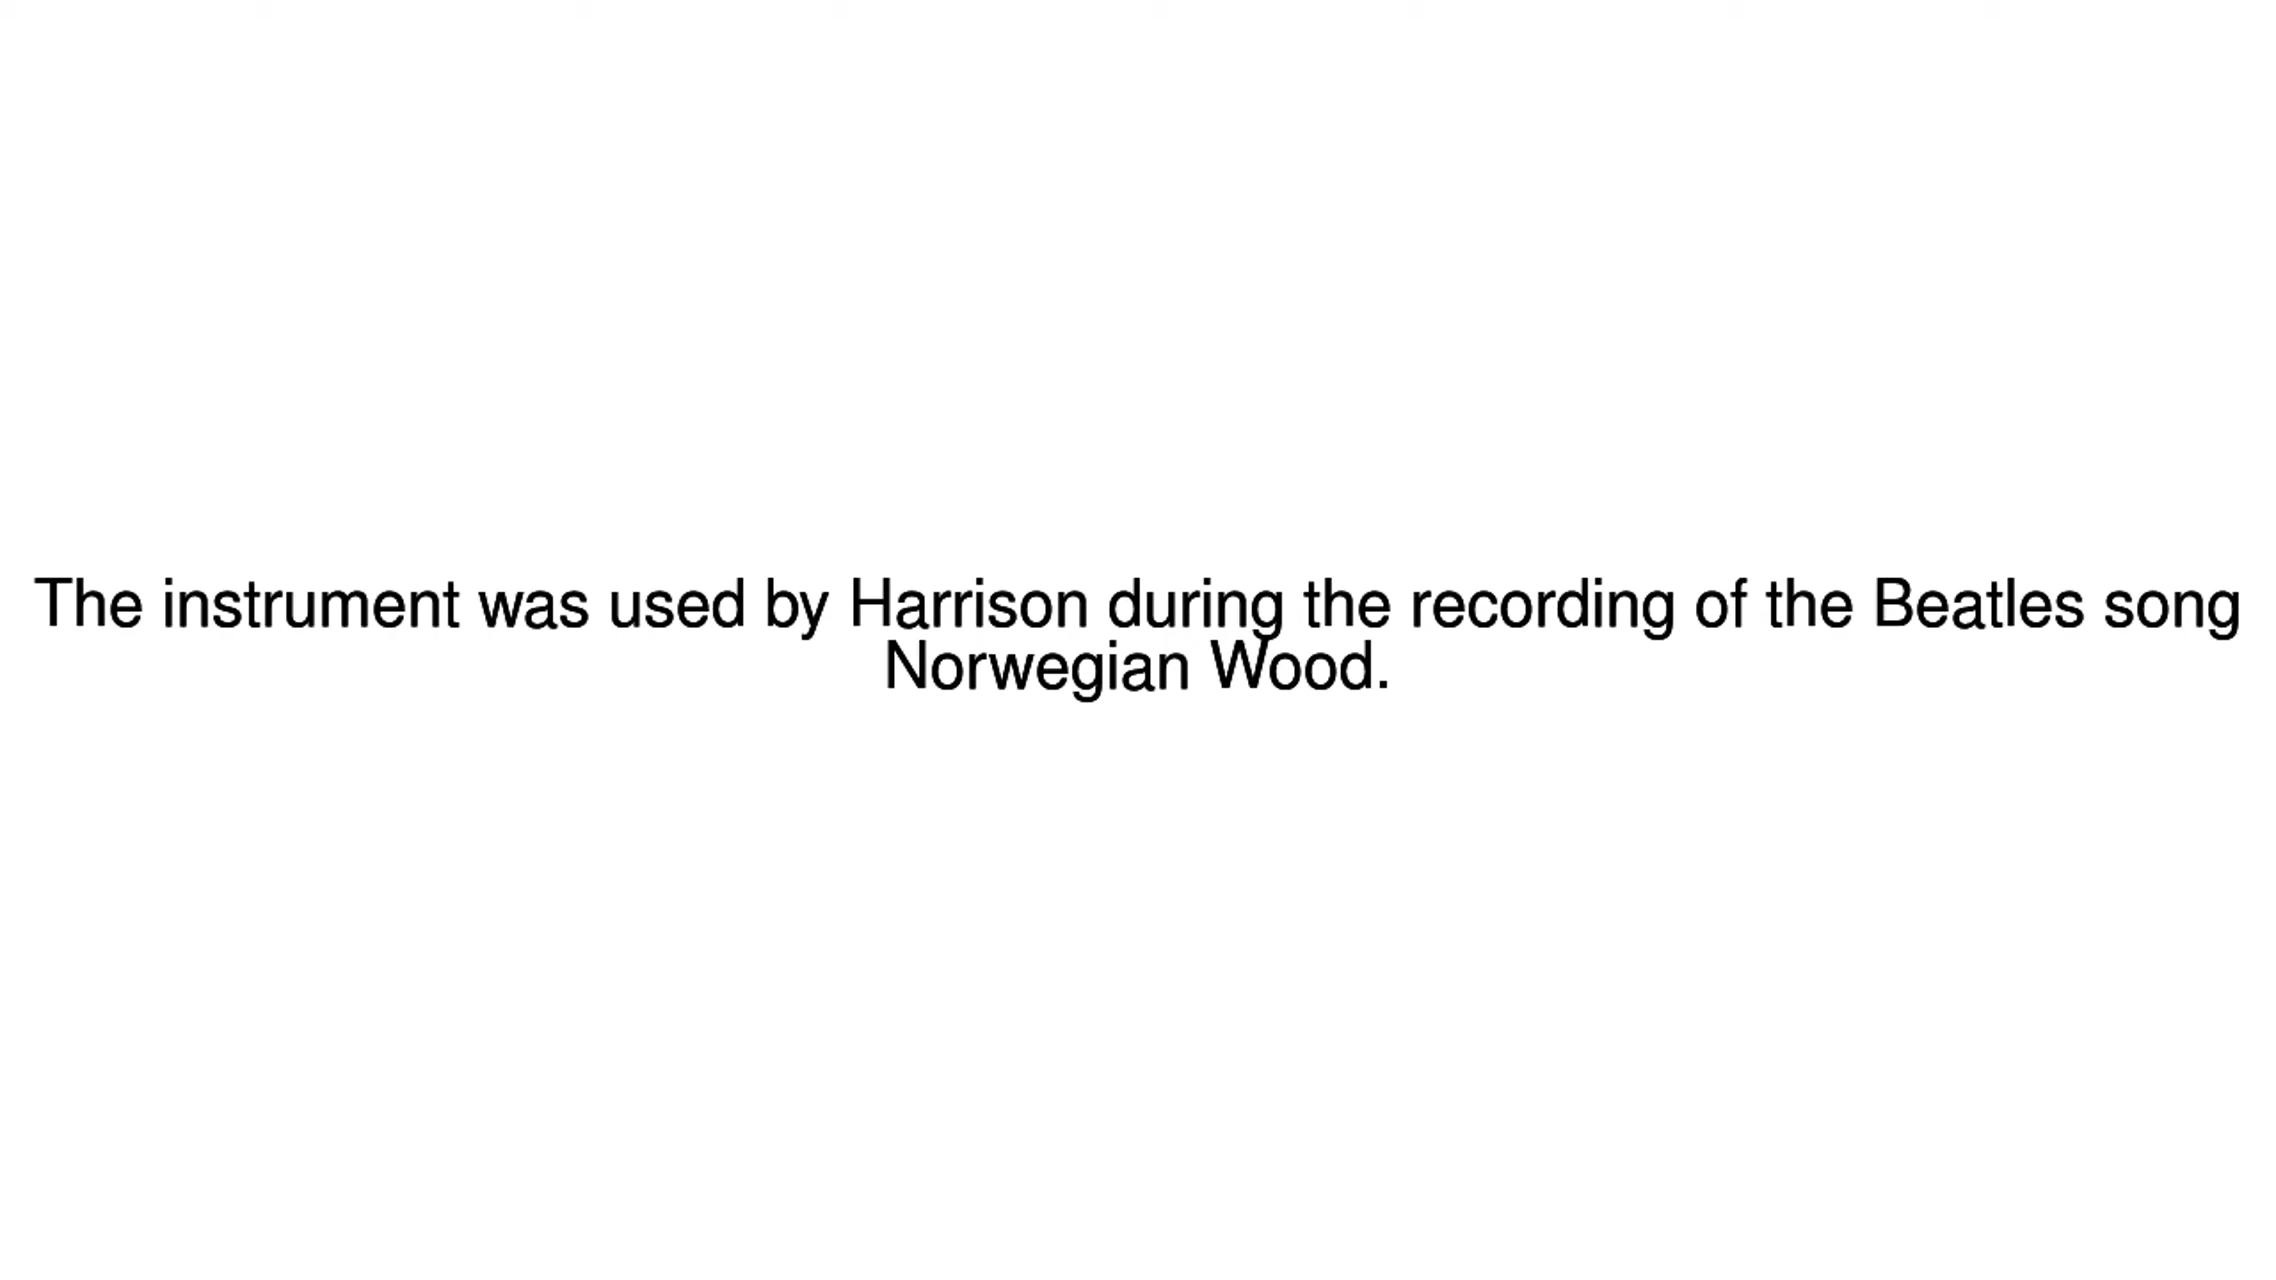 The instrument was used by Harrison during the recording of the Beatles song
Norwegian Wood.